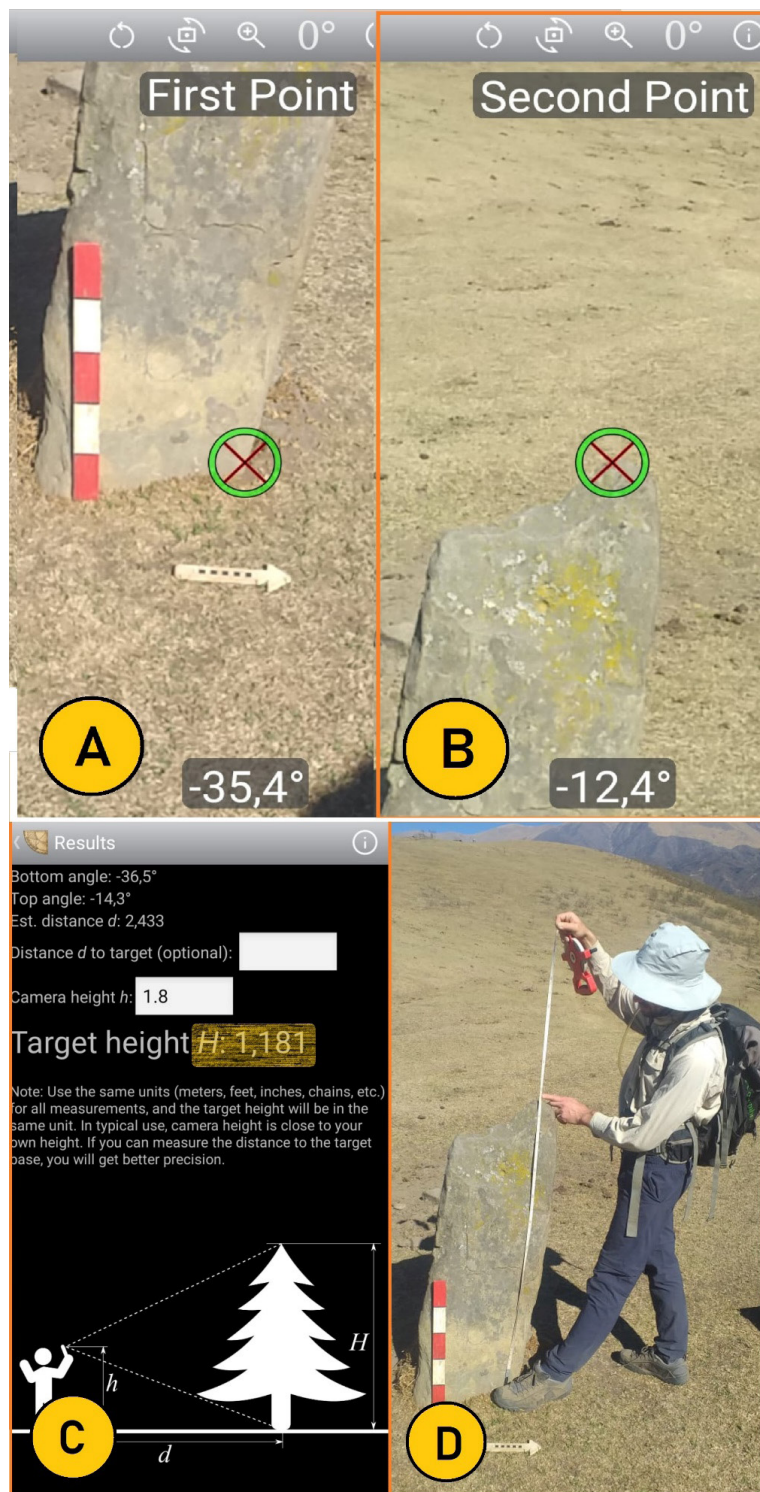 0°
First Point
A
-35,4°
0°
Second Point
B
-12,4°
Results
Bottom angle: -36,5°
Top angle: -14,3°
Est. distance d: 2,433
Distance d to target (optional):
Camera height h: 1.8
Target height H: 1,181
Note: Use the same units (meters, feet, inches, chains, etc.)
for all measurements, and the target height will be in the
same unit. In typical use, camera height is close to your
own height. If you can measure the distance to the target
base, you will get better precision.
H
h
d
C
D